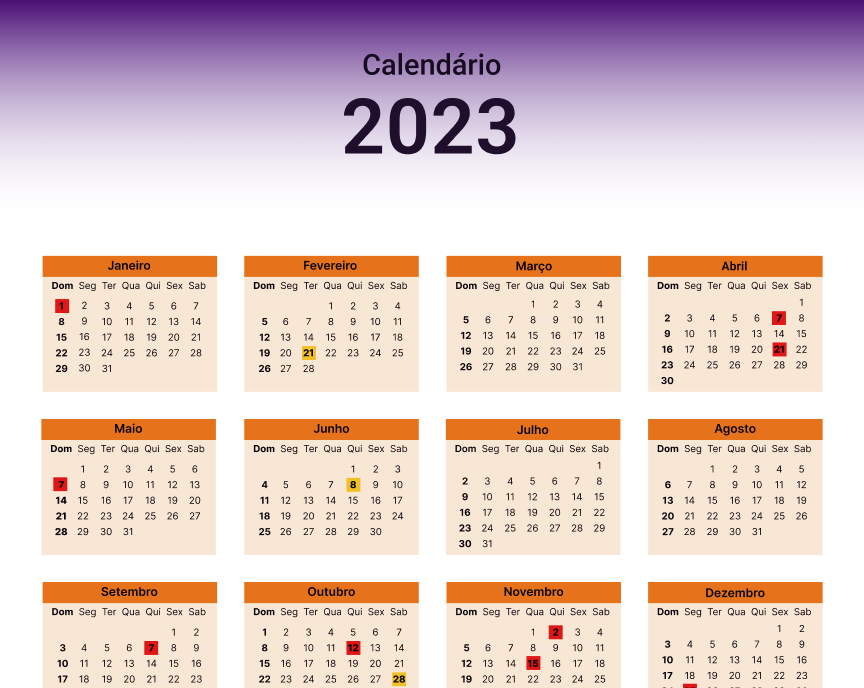 Calendário
2023
Janeiro
Dom Seg Ter Qua Qui Sex Sab
1 2 3 4 5 6 7
8 9 10 11 12 13 14
15 16 17 18 19 20 21
22 23 24 25 26 27 28
29 30 31
Fevereiro
Dom Seg Ter Qua Qui Sex Sab
1 2 3 4
5 6 7 8 9 10 11
12 13 14 15 16 17 18
19 20 21 22 23 24 25
26 27 28
Março
Dom Seg Ter Qua Qui Sex Sab
1 2 3 4
5 6 7 8 9 10 11
12 13 14 15 16 17 18
19 20 21 22 23 24 25
26 27 28 29 30 31
Abril
Dom Seg Ter Qua Qui Sex Sab
1
2 3 4 5 6 7 8
9 10 11 12 13 14 15
16 17 18 19 20 21 22
23 24 25 26 27 28 29
30
Maio
Dom Seg Ter Qua Qui Sex Sab
1 2 3 4 5 6
7 8 9 10 11 12 13
14 15 16 17 18 19 20
21 22 23 24 25 26 27
28 29 30 31
Junho
Dom Seg Ter Qua Qui Sex Sab
1 2 3
4 5 6 7 8 9 10
11 12 13 14 15 16 17
18 19 20 21 22 23 24
25 26 27 28 29 30
Julho
Dom Seg Ter Qua Qui Sex Sab
1
2 3 4 5 6 7 8
9 10 11 12 13 14 15
16 17 18 19 20 21 22
23 24 25 26 27 28 29
30 31
Agosto
Dom Seg Ter Qua Qui Sex Sab
1 2 3 4 5
6 7 8 9 10 11 12
13 14 15 16 17 18 19
20 21 22 23 24 25 26
27 28 29 30 31
Setembro
Dom Seg Ter Qua Qui Sex Sab
1 2
3 4 5 6 7 8 9
10 11 12 13 14 15 16
17 18 19 20 21 22 23
Outubro
Dom Seg Ter Qua Qui Sex Sab
1 2 3 4 5 6 7
8 9 10 11 12 13 14
15 16 17 18 19 20 21
22 23 24 25 26 27 28
Novembro
Dom Seg Ter Qua Qui Sex Sab
1 2 3 4
5 6 7 8 9 10 11
12 13 14 15 16 17 18
19 20 21 22 23 24 25
Dezembro
Dom Seg Ter Qua Qui Sex Sab
1 2
3 4 5 6 7 8 9
10 11 12 13 14 15 16
17 18 19 20 21 22 23